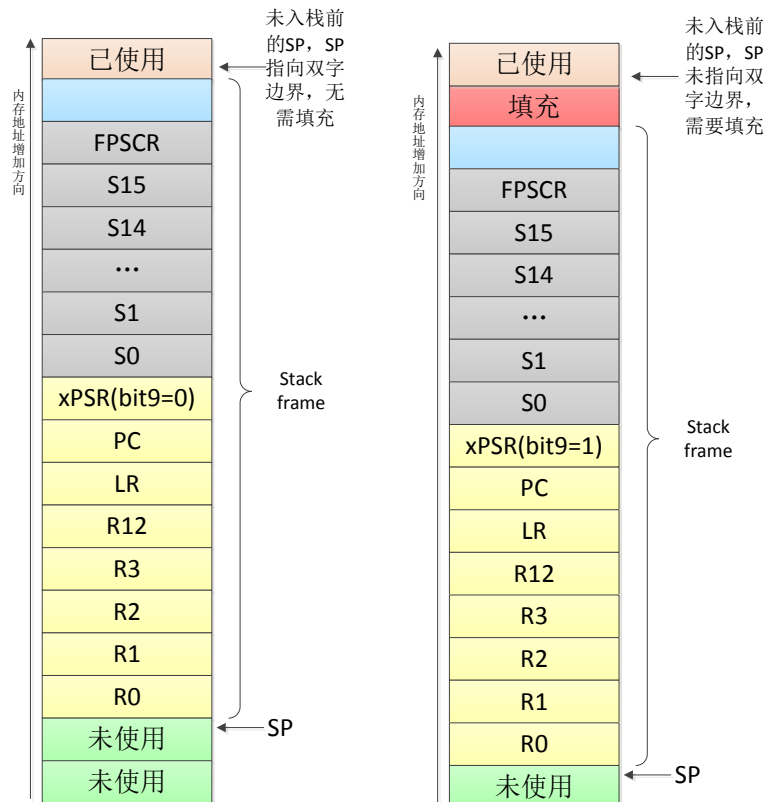 未入栈前
的SP，SP
指向双字
边界，无
需填充
内存地址增加方向
已使用
FPSCR
S15
S14
...
S1
S0
xPSR(bit9=0)
PC
LR
R12
R3
R2
R1
R0
未使用
未使用
Stack
frame
SP
未入栈前
的SP，SP
未指向双
字边界，
需要填充
内存地址增加方向
已使用
填充
FPSCR
S15
S14
...
S1
S0
xPSR(bit9=1)
PC
LR
R12
R3
R2
R1
R0
未使用
Stack
frame
SP